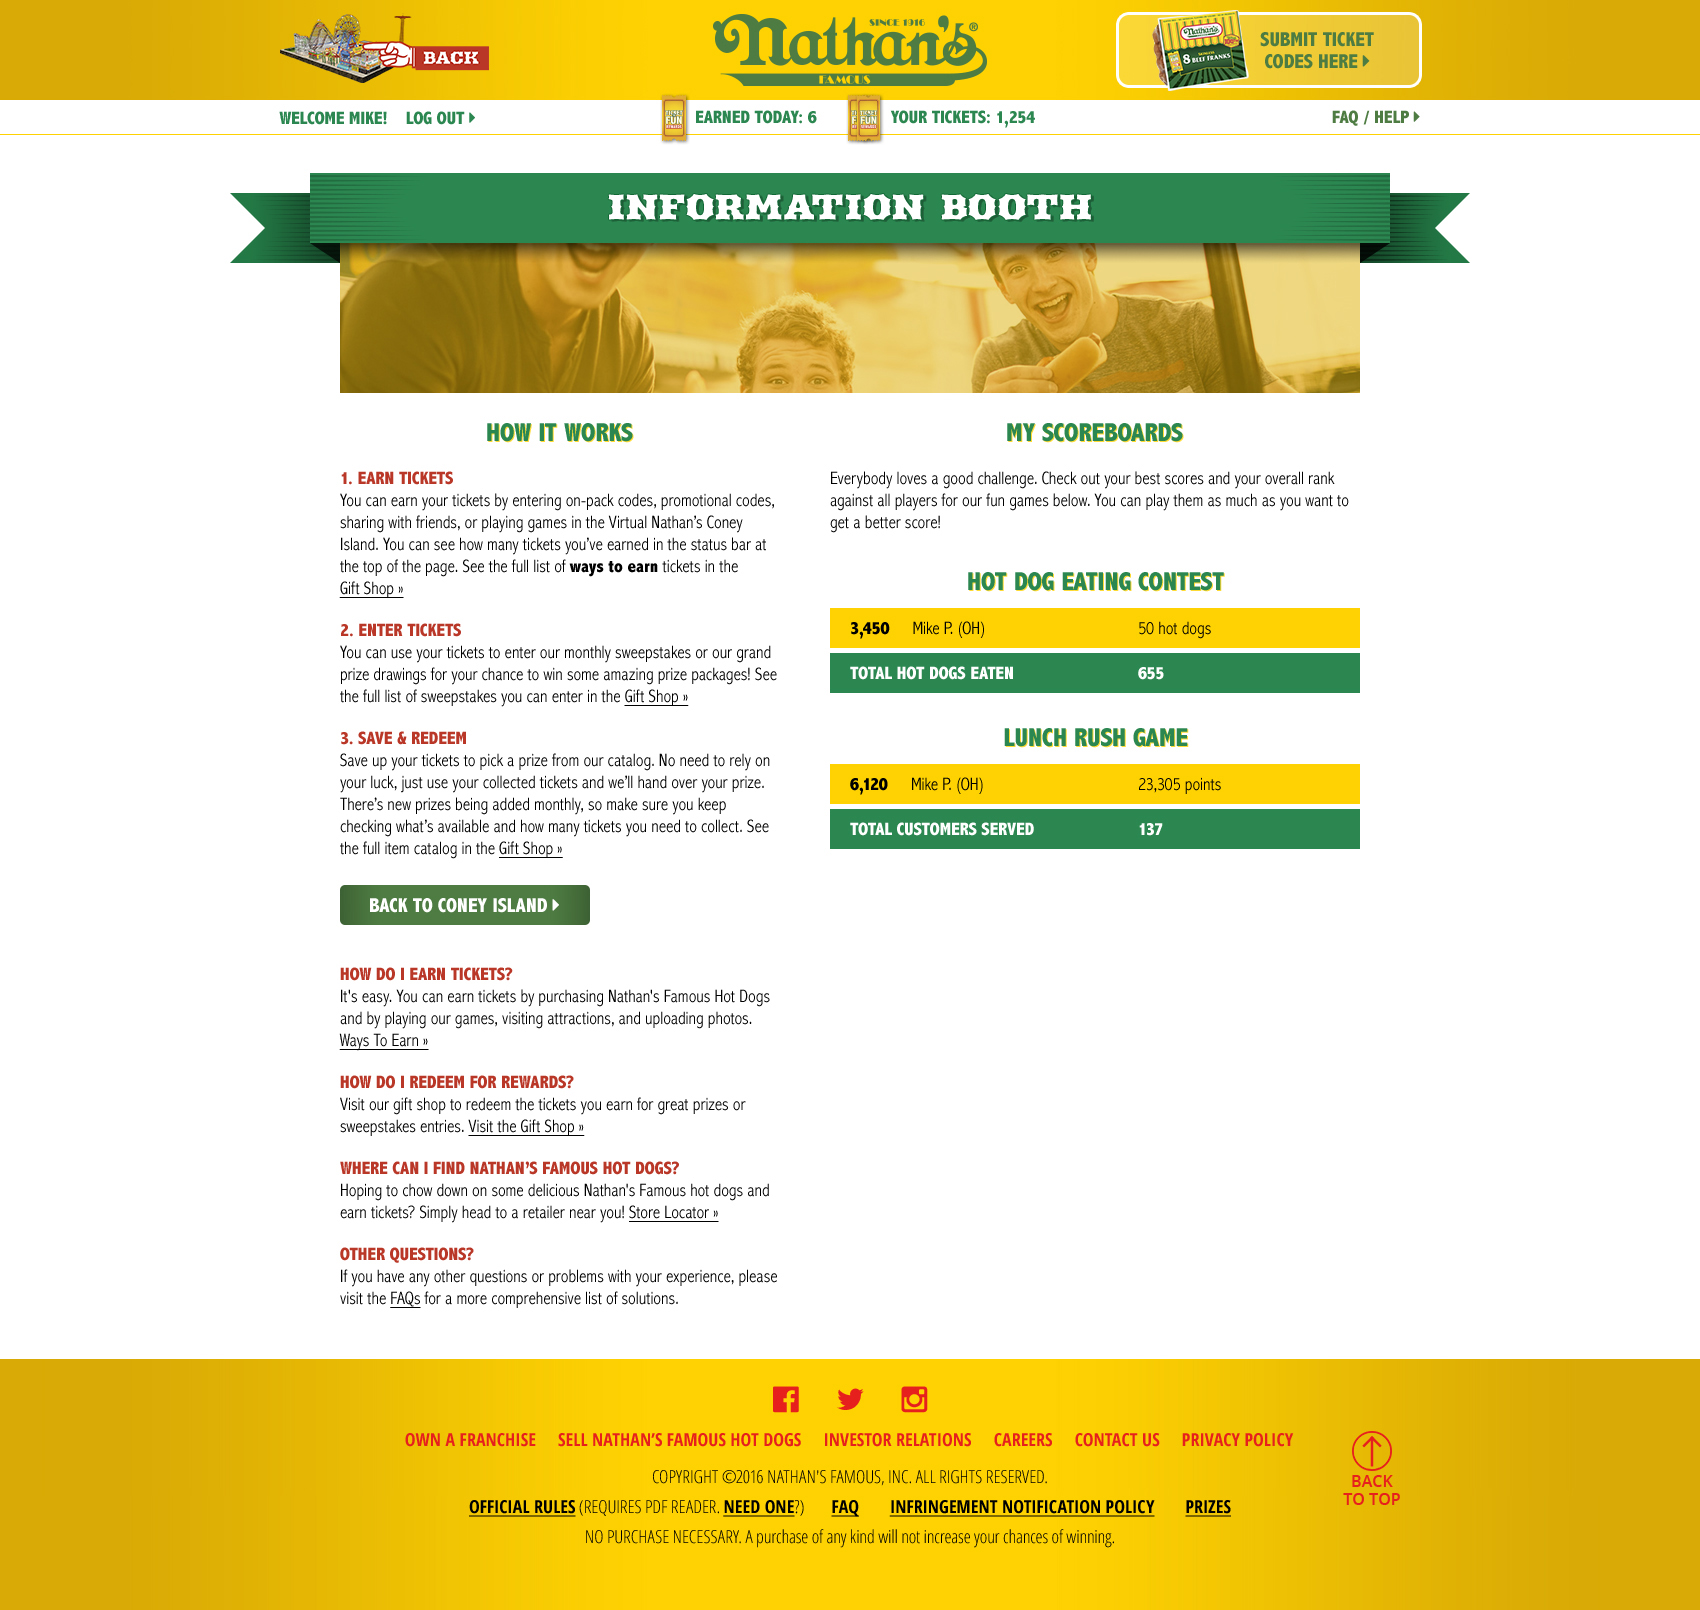 BACK
SINCE 1916
Nathan's®
FAMOUS
Nathan's
8 BEEF FRANKS
SUBMIT TICKET
CODES HERE
WELCOME MIKE! LOG OUT
FUN
EARNED TODAY: 6
FUN
YOUR TICKETS: 1,254
FAQ / HELP
INFORMATION BOOTH
HOW IT WORKS
1. EARN TICKETS
You can earn your tickets by entering on-pack codes, promotional codes,
sharing with friends, or playing games in the Virtual Nathan’s Coney
Island. You can see how many tickets you’ve earned in the status bar at
the top of the page. See the full list of ways to earn tickets in the
Gift Shop »
2. ENTER TICKETS
You can use your tickets to enter our monthly sweepstakes or our grand
prize drawings for your chance to win some amazing prize packages! See
the full list of sweepstakes you can enter in the Gift Shop »
3. SAVE & REDEEM
Save up your tickets to pick a prize from our catalog. No need to rely on
your luck, just use your collected tickets and we’ll hand over your prize.
There’s new prizes being added monthly, so make sure you keep
checking what’s available and how many tickets you need to collect. See
the full item catalog in the Gift Shop »
BACK TO CONEY ISLAND
HOW DO I EARN TICKETS?
It's easy. You can earn tickets by purchasing Nathan's Famous Hot Dogs
and by playing our games, visiting attractions, and uploading photos.
Ways To Earn »
HOW DO I REDEEM FOR REWARDS?
Visit our gift shop to redeem the tickets you earn for great prizes or
sweepstakes entries. Visit the Gift Shop »
WHERE CAN I FIND NATHAN’S FAMOUS HOT DOGS?
Hoping to chow down on some delicious Nathan's Famous hot dogs and
earn tickets? Simply head to a retailer near you! Store Locator »
OTHER QUESTIONS?
If you have any other questions or problems with your experience, please
visit the FAQs for a more comprehensive list of solutions.
MY SCOREBOARDS
Everybody loves a good challenge. Check out your best scores and your overall rank
against all players for our fun games below. You can play them as much as you want to
get a better score!
HOT DOG EATING CONTEST
3,450 Mike P. (OH) 50 hot dogs
TOTAL HOT DOGS EATEN 655
LUNCH RUSH GAME
6,120 Mike P. (OH) 23,305 points
TOTAL CUSTOMERS SERVED 137
OWN A FRANCHISE SELL NATHAN’S FAMOUS HOT DOGS INVESTOR RELATIONS CAREERS CONTACT US PRIVACY POLICY
COPYRIGHT ©2016 NATHAN’S FAMOUS, INC. ALL RIGHTS RESERVED.
OFFICIAL RULES (REQUIRES PDF READER. NEED ONE?) FAQ INFRINGEMENT NOTIFICATION POLICY PRIZES
NO PURCHASE NECESSARY. A purchase of any kind will not increase your chances of winning.
BACK
TO TOP